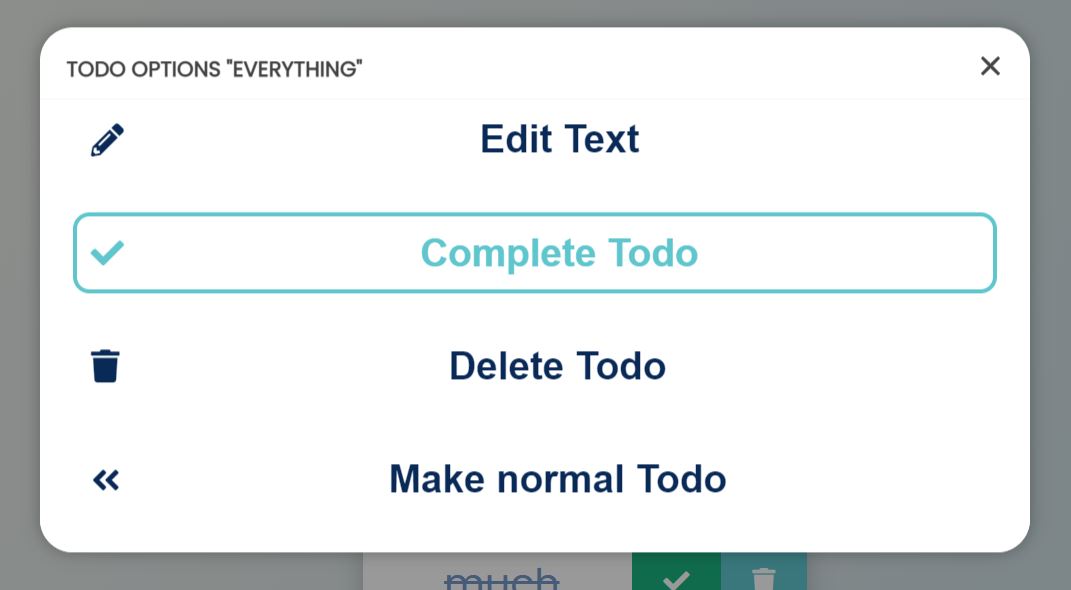 TODO OPTIONS "EVERYTHING"
Edit Text
Complete Todo
Delete Todo
Make normal Todo
much